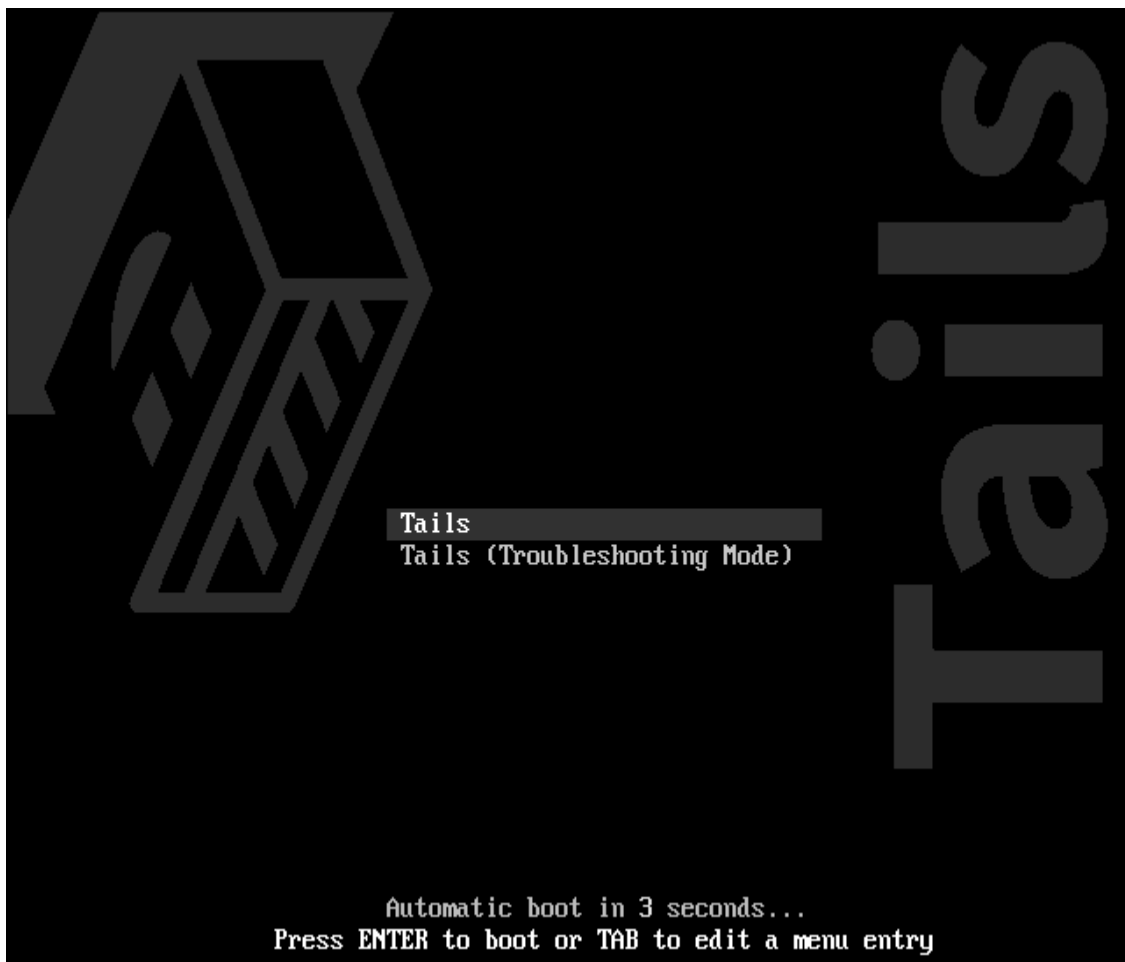 Tails
Tails
Tails (Troubleshooting Mode)
Automatic boot in 3 seconds...
Press ENTER to boot or TAB to edit a menu entry